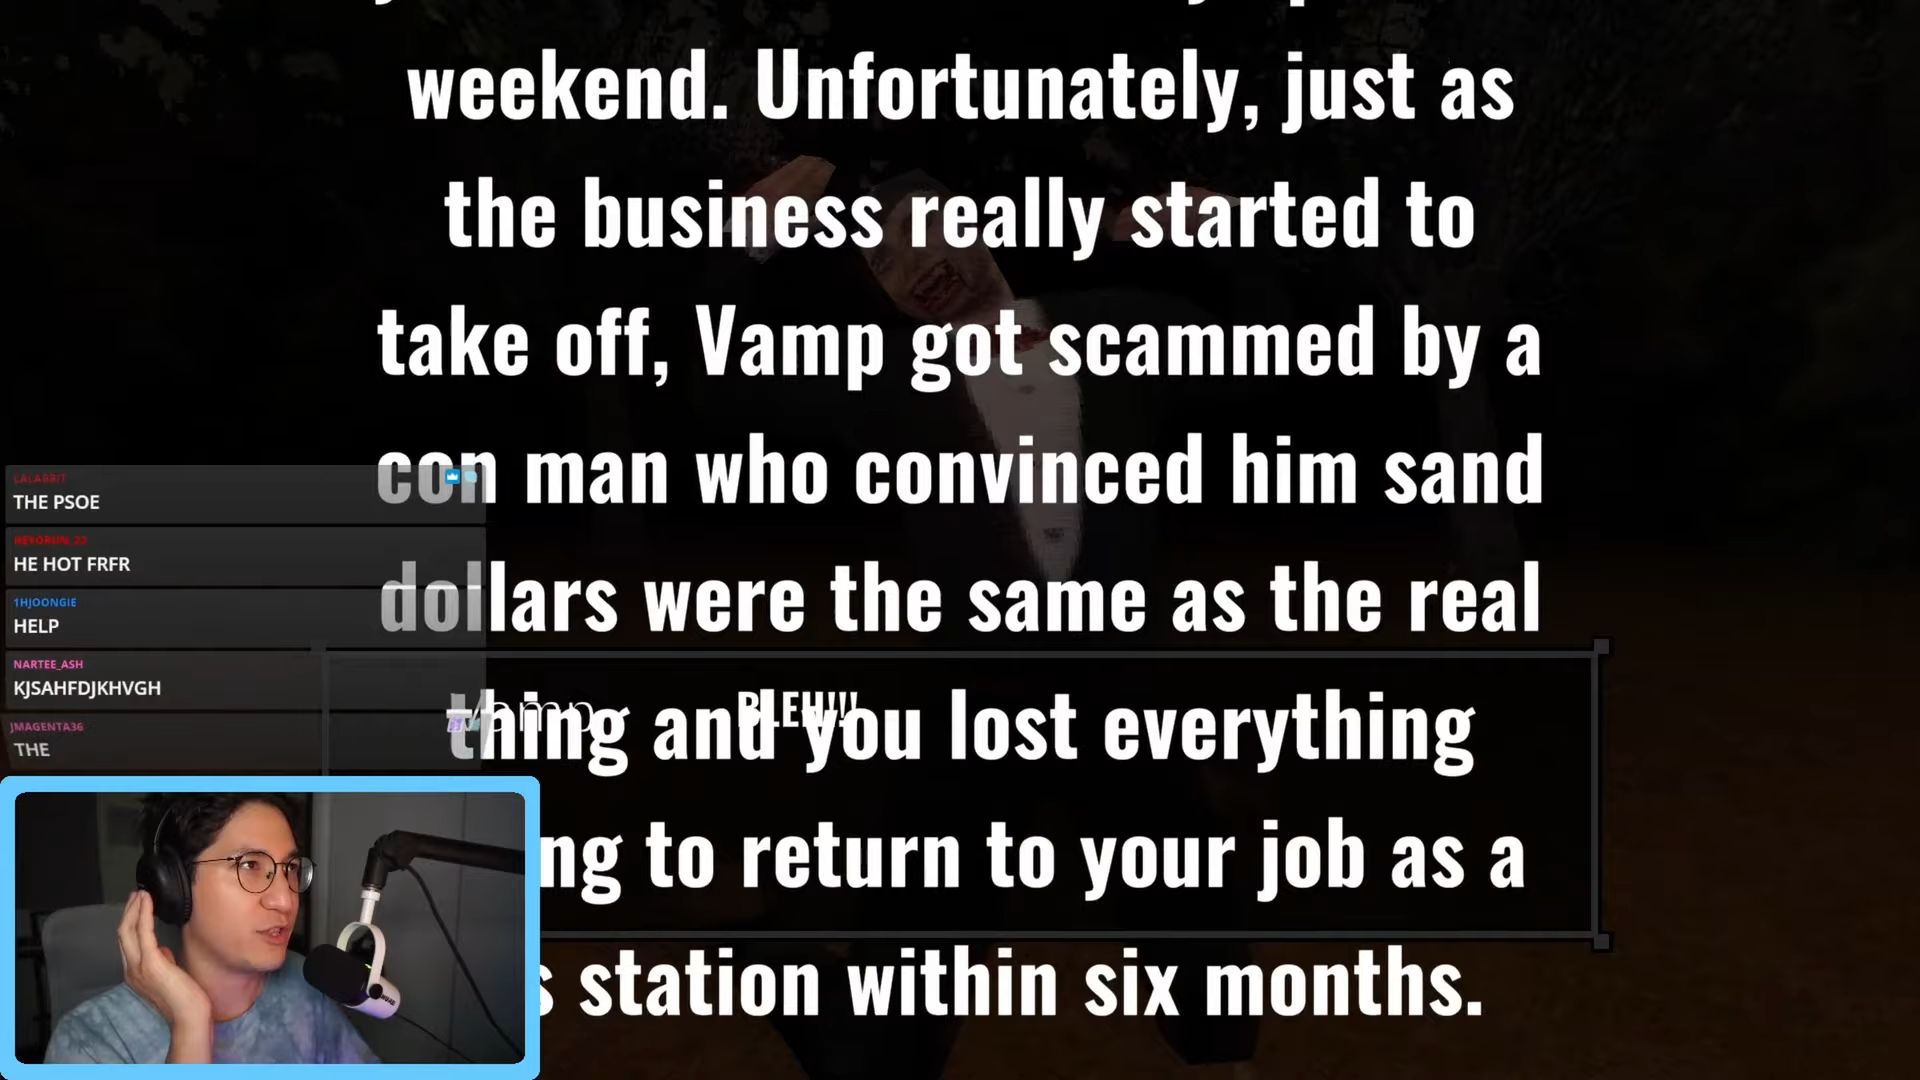 weekend. Unfortunately, just as
the business really started to
take off, Vamp got scammed by a
con man who convinced him sand
dollars were the same as the real
thing and you lost everything
ng to return to your job as a
s station within six months.
Vamp
BLEH!!!
LALABBIT
THE PSOE
HE HOT FRFR
1HJOONGIE
HELP
NARTEE_ASH
KJSAHFDJKHVGH
JMAGENTA36
THE